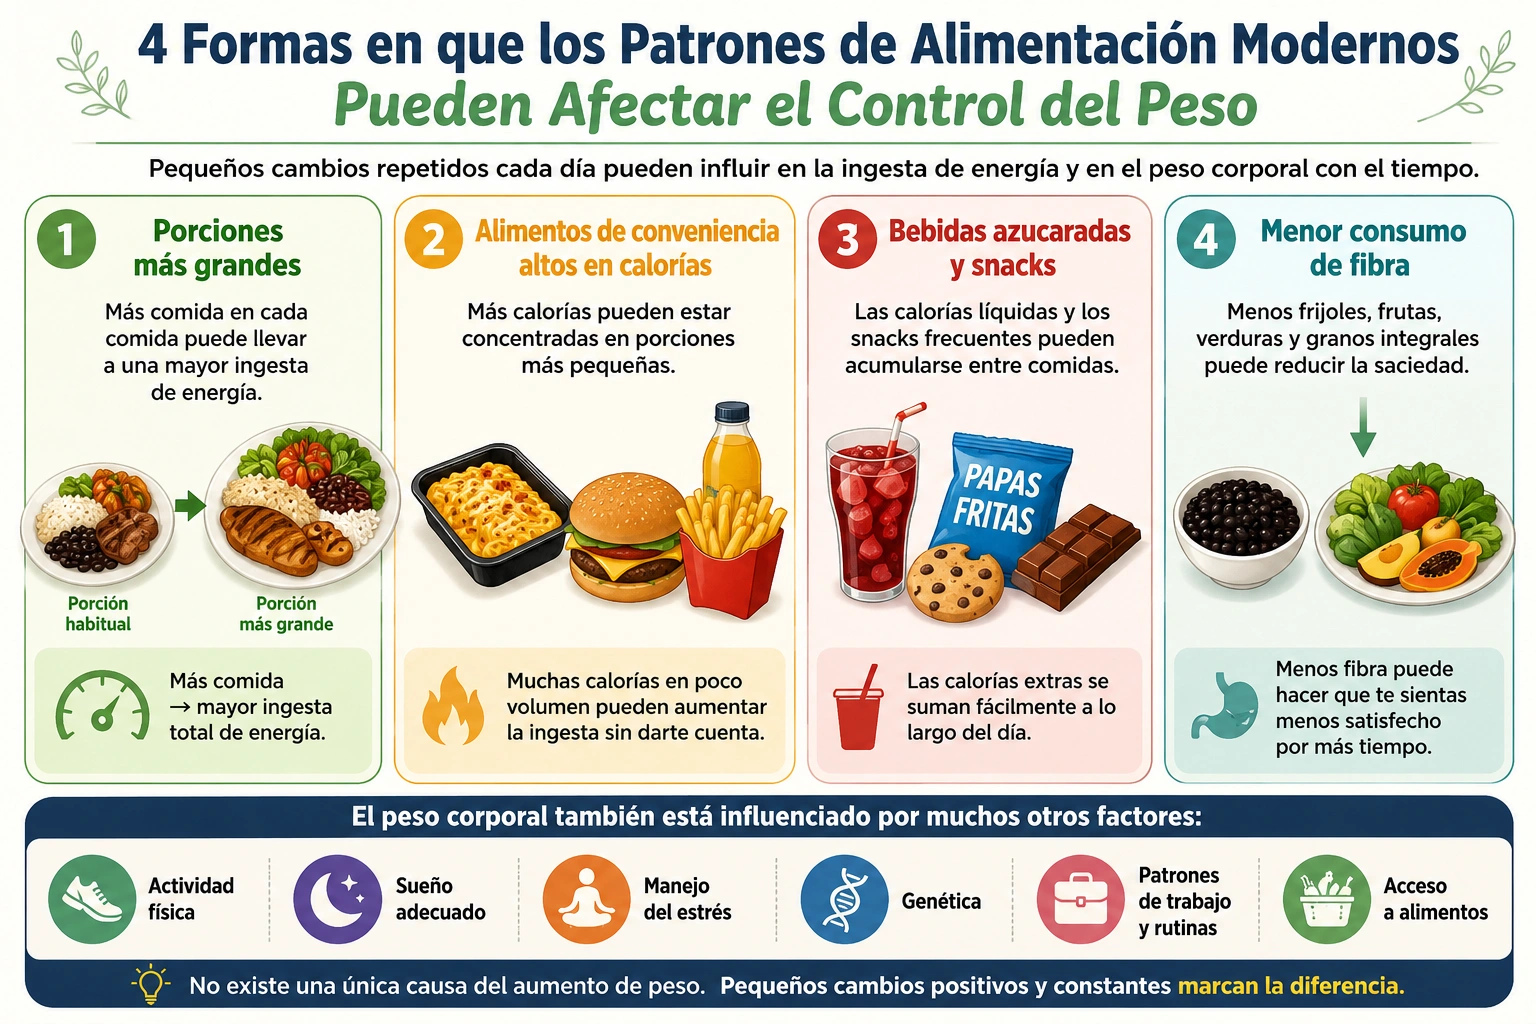 4 Formas en que los Patrones de Alimentación Modernos
Pueden Afectar el Control del Peso
Pequeños cambios repetidos cada día pueden influir en la ingesta de energía y en el peso corporal con el tiempo.
1
Porciones
más grandes
Más comida en cada
comida puede llevar
a una mayor ingesta
de energía.
Porción
habitual
Porción
más grande
Más comida
→ mayor ingesta
total de energía.
2
Alimentos de conveniencia
altos en calorías
Más calorías pueden estar
concentradas en porciones
más pequeñas.
Muchas calorías en poco
volumen pueden aumentar
la ingesta sin darte cuenta.
3
Bebidas azucaradas
y snacks
Las calorías líquidas y los
snacks frecuentes pueden
acumularse entre comidas.
PAPAS
FRITAS
Las calorías extras se
suman fácilmente a lo
largo del día.
4
Menor consumo
de fibra
Menos frijoles, frutas,
verduras y granos integrales
puede reducir la saciedad.
Menos fibra puede
hacer que te sientas
menos satisfecho
por más tiempo.
El peso corporal también está influenciado por muchos otros factores:
Actividad
física
Sueño
adecuado
Manejo
del estrés
Genética
Patrones
de trabajo
y rutinas
Acceso
a alimentos
No existe una única causa del aumento de peso. Pequeños cambios positivos y constantes marcan la diferencia.